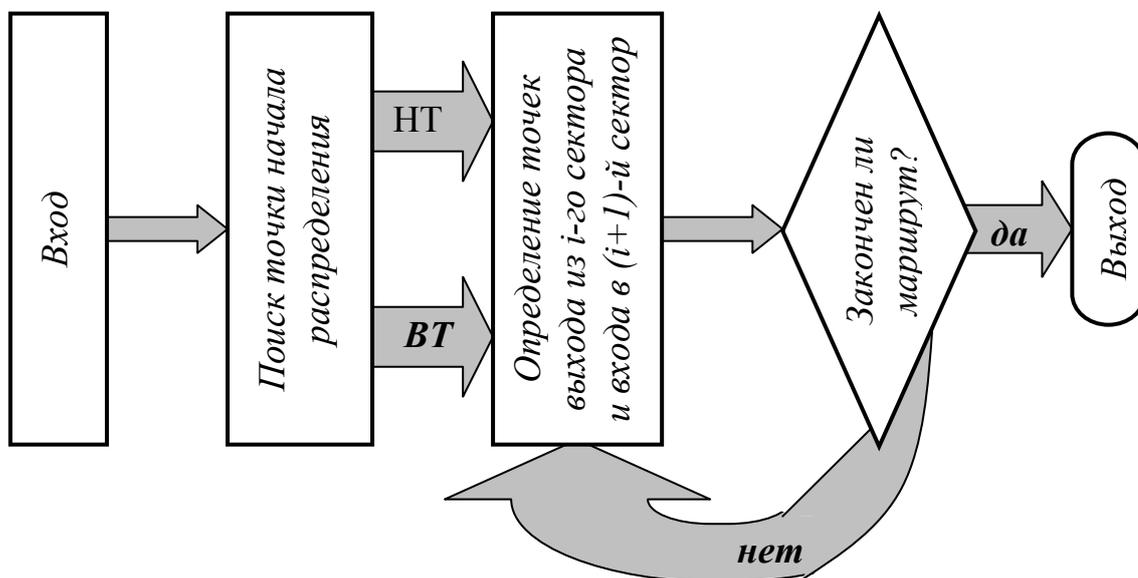 Вход
Поиск точки начала
распределения
НТ
ВТ
Определение точек
выхода из i-го сектора
и входа в (i+1)-й сектор
Закончен ли
маршрут?
да
нет
Выход